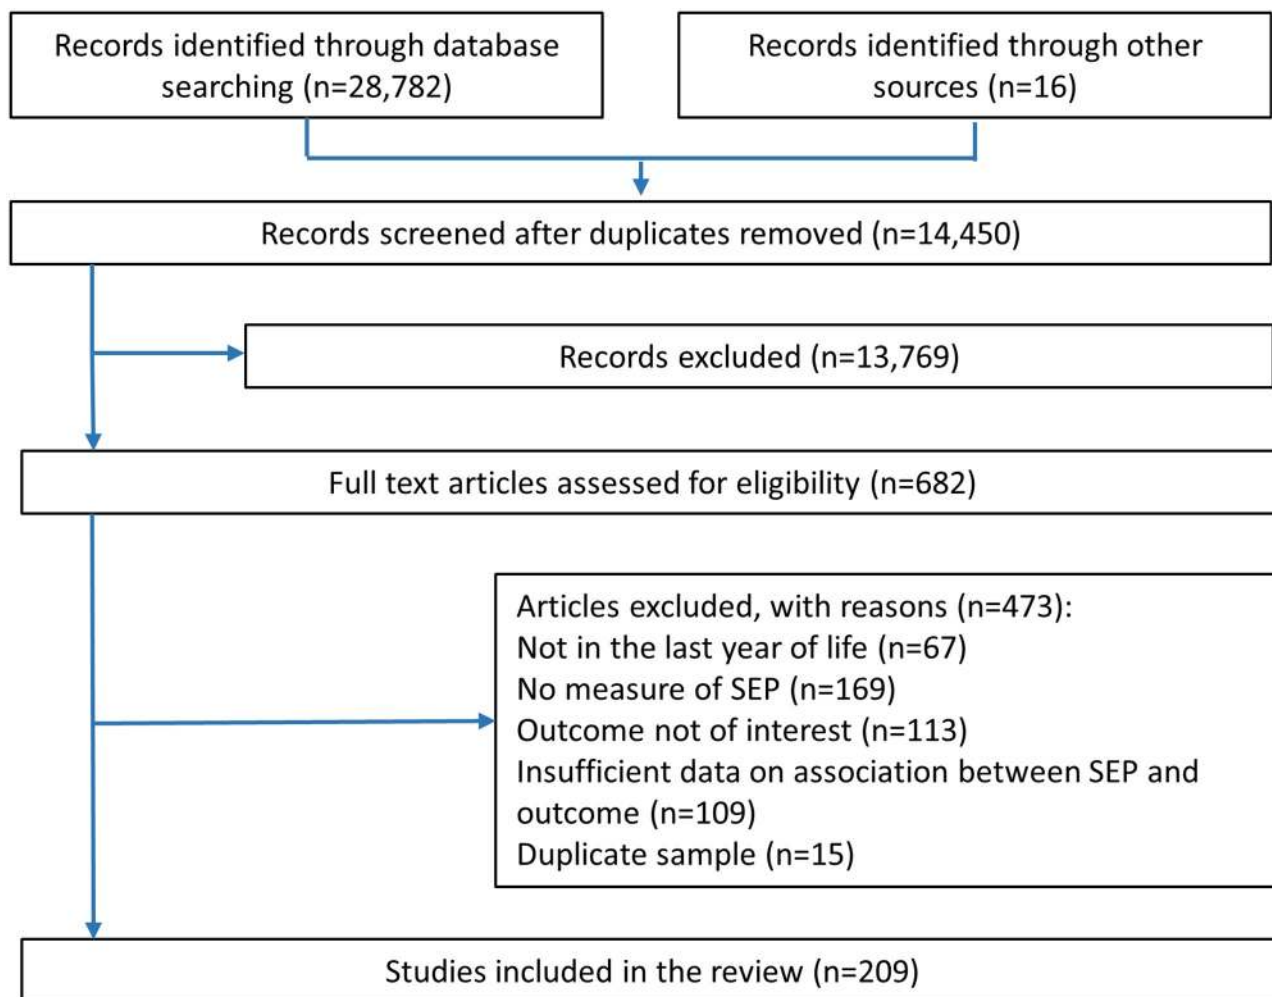 Records identified through database
searching (n=28,782)
Records identified through other
sources (n=16)
Records screened after duplicates removed (n=14,450)
Records excluded (n=13,769)
Full text articles assessed for eligibility (n=682)
Articles excluded, with reasons (n=473):
Not in the last year of life (n=67)
No measure of SEP (n=169)
Outcome not of interest (n=113)
Insufficient data on association between SEP and
outcome (n=109)
Duplicate sample (n=15)
Studies included in the review (n=209)